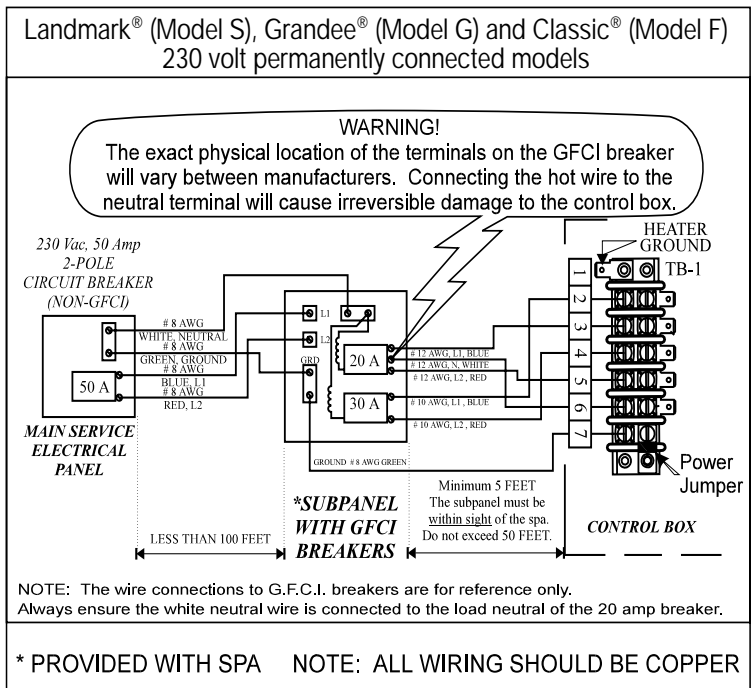 Landmark® (Model S), Grandee® (Model G) and Classic® (Model F)
230 volt permanently connected models
WARNING!
The exact physical location of the terminals on the GFCI breaker
will vary between manufacturers. Connecting the hot wire to the
neutral terminal will cause irreversible damage to the control box.
230 Vac, 50 Amp
2-POLE
CIRCUIT BREAKER
(NON-GFCI)
50 A
MAIN SERVICE
ELECTRICAL
PANEL
# 8 AWG
WHITE, NEUTRAL
# 8 AWG
GREEN, GROUND
# 8 AWG
BLUE, L1
# 8 AWG
RED, L2
L1
L2
GRD
20 A
30 A
# 12 AWG, L1, BLUE
# 12 AWG, N, WHITE
# 12 AWG, L2 , RED
# 10 AWG, L1 , BLUE
# 10 AWG, L2 , RED
GROUND # 8 AWG GREEN
HEATER
GROUND
TB-1
1
2
3
4
5
6
7
Power
Jumper
LESS THAN 100 FEET
*SUBPANEL
WITH GFCI
BREAKERS
Minimum 5 FEET
The subpanel must be
within sight of the spa.
Do not exceed 50 FEET.
CONTROL BOX
NOTE: The wire connections to G.F.C.I. breakers are for reference only.
Always ensure the white neutral wire is connected to the load neutral of the 20 amp breaker.
* PROVIDED WITH SPA NOTE: ALL WIRING SHOULD BE COPPER